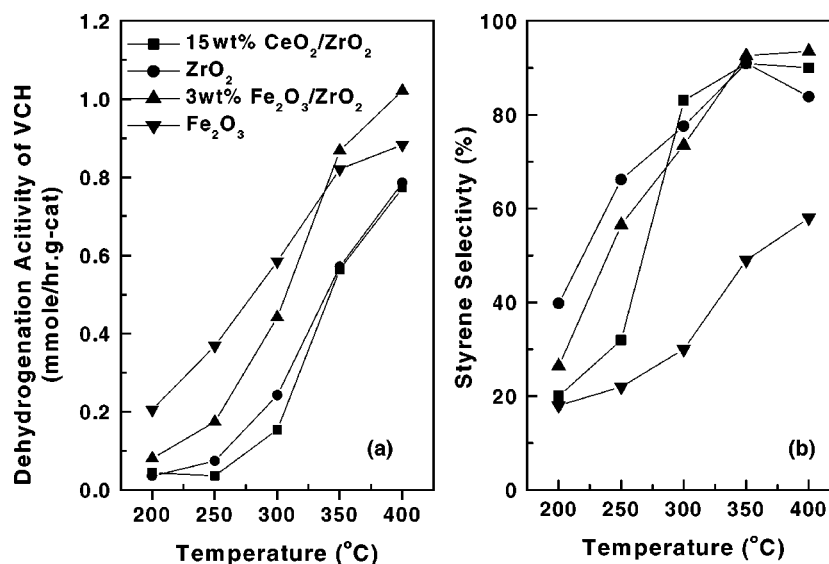 Dehydrogenation Acitivity of VCH
(mmole/hr.g-cat)
1.2
1.0
0.8
0.6
0.4
0.2
0.0
15wt% CeO₂/ZrO₂
ZrO₂
3wt% Fe₂O₃/ZrO₂
Fe₂O₃
(a)
200 250 300 350 400
Temperature (°C)
Styrene Selectivty (%)
100
80
60
40
20
0
(b)
200 250 300 350 400
Temperature (°C)